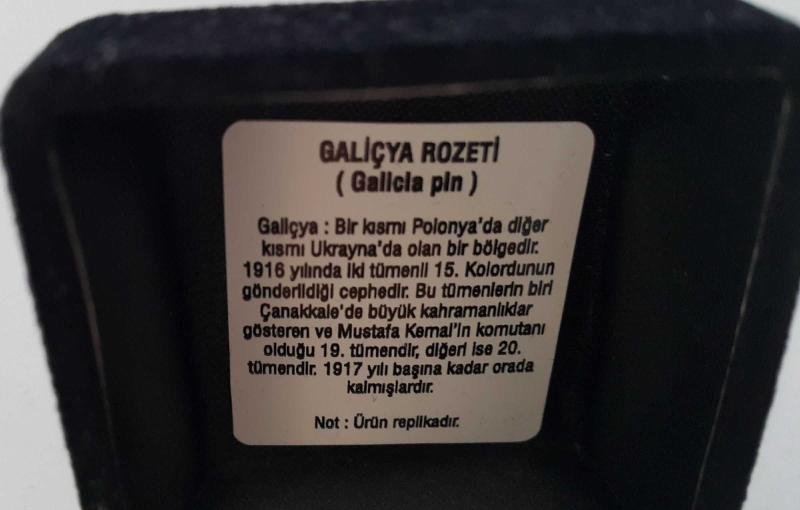 GALİÇYA ROZETİ
( Galicia pin )
Galiçya : Bir kısmı Polonya'da diğer
kısmı Ukrayna'da olan bir bölgedir.
1916 yılında iki tümenli 15. Kolordunun
gönderildiği cephedir. Bu tümenlerin biri
Çanakkale'de büyük kahramanlıklar
gösteren ve Mustafa Kemal'in komutanı
olduğu 19. tümendir, diğeri ise 20.
tümendir. 1917 yılı başına kadar orada
kalmışlardır.
Not : Ürün replikadır.